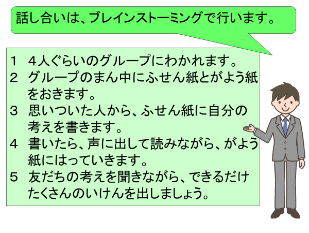 話し合いは、ブレインストーミングで行います。
１　４人ぐらいのグループにわかれます。
２　グループのまん中にふせん紙とがよう紙
をおきます。
３　思いついた人から、ふせん紙に自分の
考えを書きます。
４　書いたら、声に出して読みながら、がよう
紙にはっていきます。
５　友だちの考えを聞きながら、できるだけ
たくさんのいけんを出しましょう。